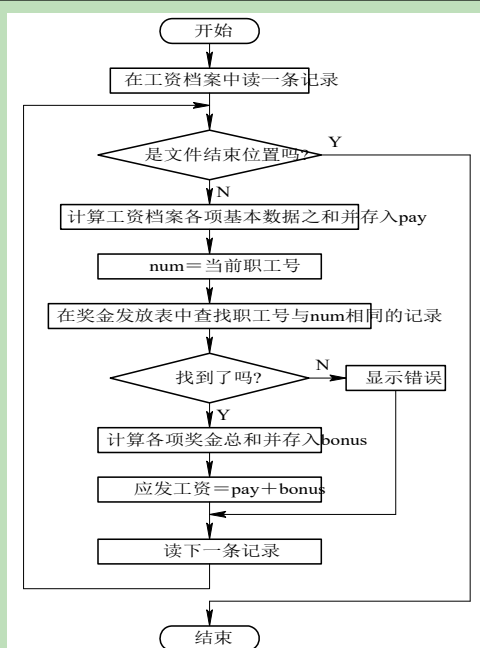 开始
在工资档案中读一条记录
是文件结束位置吗?
Y
N
计算工资档案各项基本数据之和并存入pay
num＝当前职工号
在奖金发放表中查找职工号与num相同的记录
找到了吗?
N
显示错误
Y
计算各项奖金总和并存入bonus
应发工资＝pay＋bonus
读下一条记录
结束